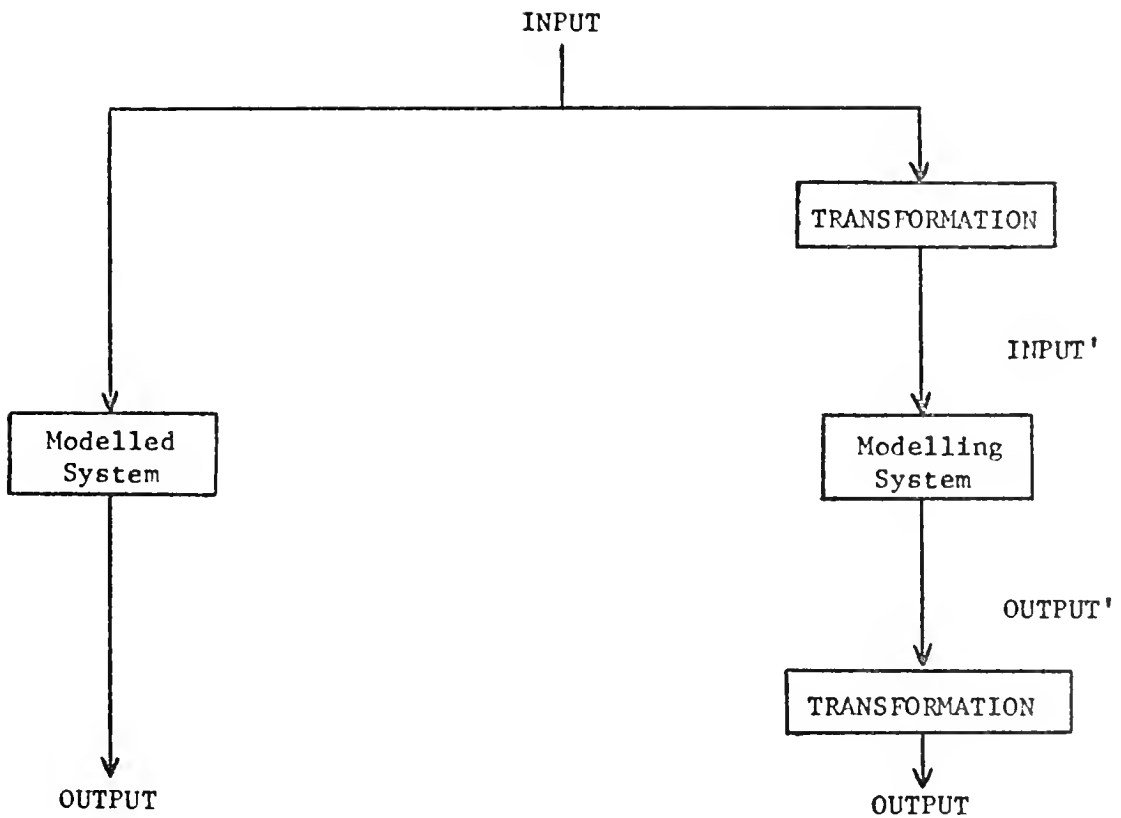 INPUT
TRANSFORMATION
INPUT'
Modelled
System
Modelling
System
OUTPUT'
TRANSFORMATION
OUTPUT
OUTPUT